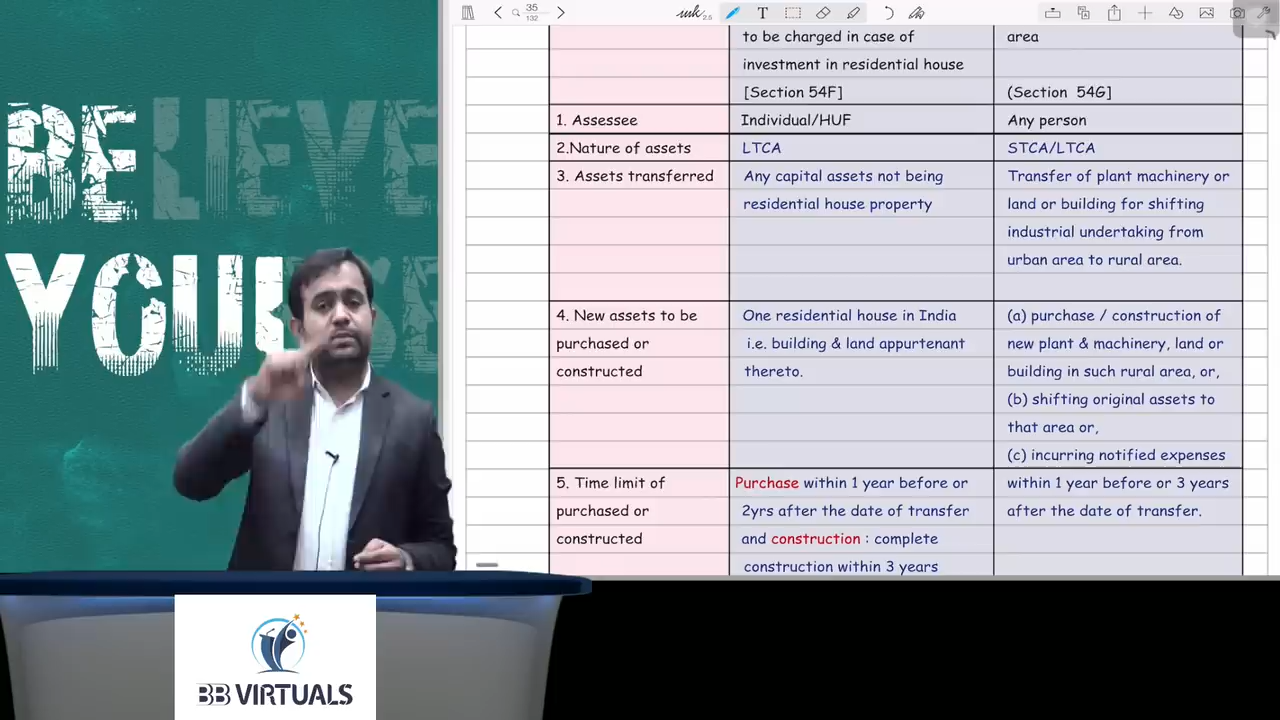 BELIEVE
YOURSE
35
132
2.5
T
to be charged in case of
investment in residential house
[Section 54F]
area
(Section 54G]
1. Assessee
Individual/HUF
Any person
2.Nature of assets
LTCA
STCA/LTCA
3. Assets transferred
Any capital assets not being
residential house property
Transfer of plant machinery or
land or building for shifting
industrial undertaking from
urban area to rural area.
4. New assets to be
purchased or
constructed
One residential house in India
i.e. building & land appurtenant
thereto.
(a) purchase / construction of
new plant & machinery, land or
building in such rural area, or,
(b) shifting original assets to
that area or,
(c) incurring notified expenses
5. Time limit of
purchased or
constructed
Purchase within 1 year before or
2yrs after the date of transfer
and construction : complete
construction within 3 years
within 1 year before or 3 years
after the date of transfer.
BB VIRTUALS